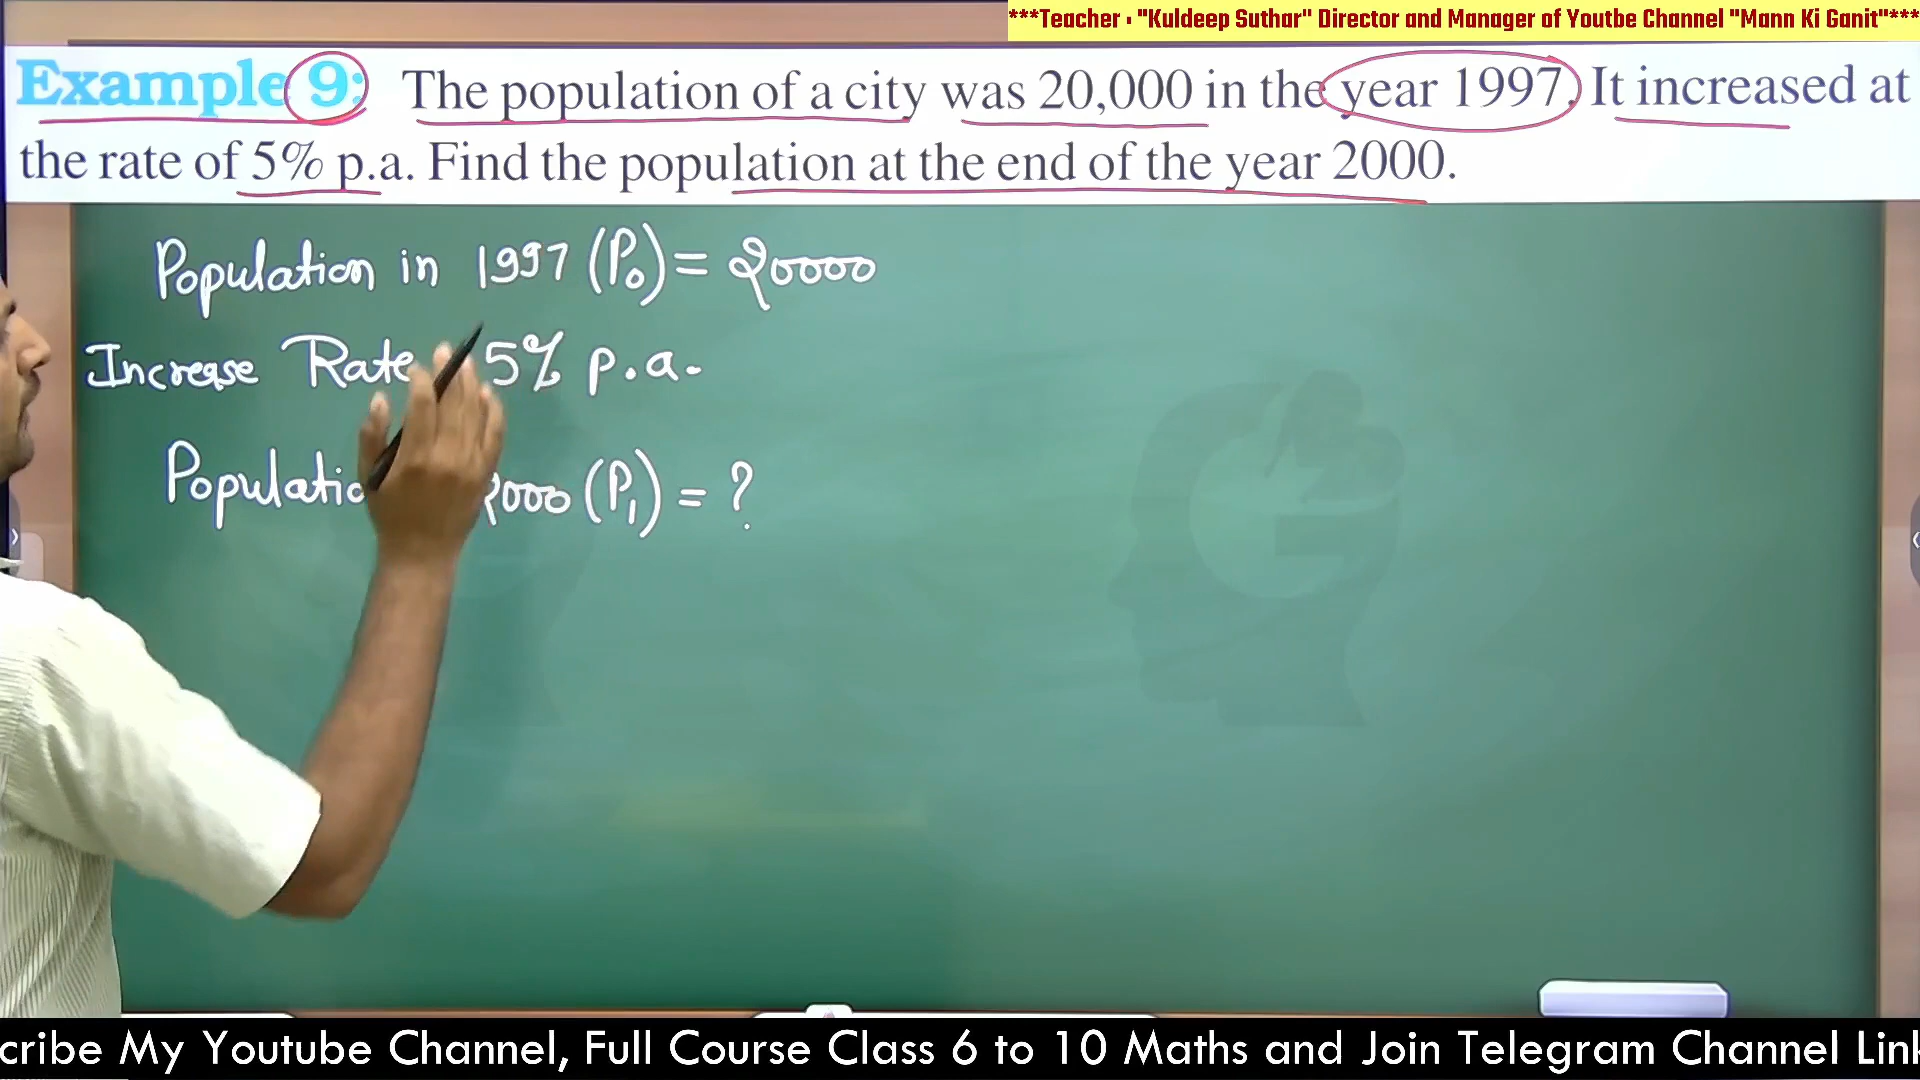 ***Teacher : "Kuldeep Suthar" Director and Manager of Youtbe Channel "Mann Ki Ganit"***
Example 9: The population of a city was 20,000 in the year 1997. It increased at
the rate of 5% p.a. Find the population at the end of the year 2000.
Population in 1997 (P₀) = 20000
Increase Rate 5% p.a.
2000 (P₁) = ?
My Youtube Channel, Full Course Class 6 to 10 Maths and Join Telegram Channel